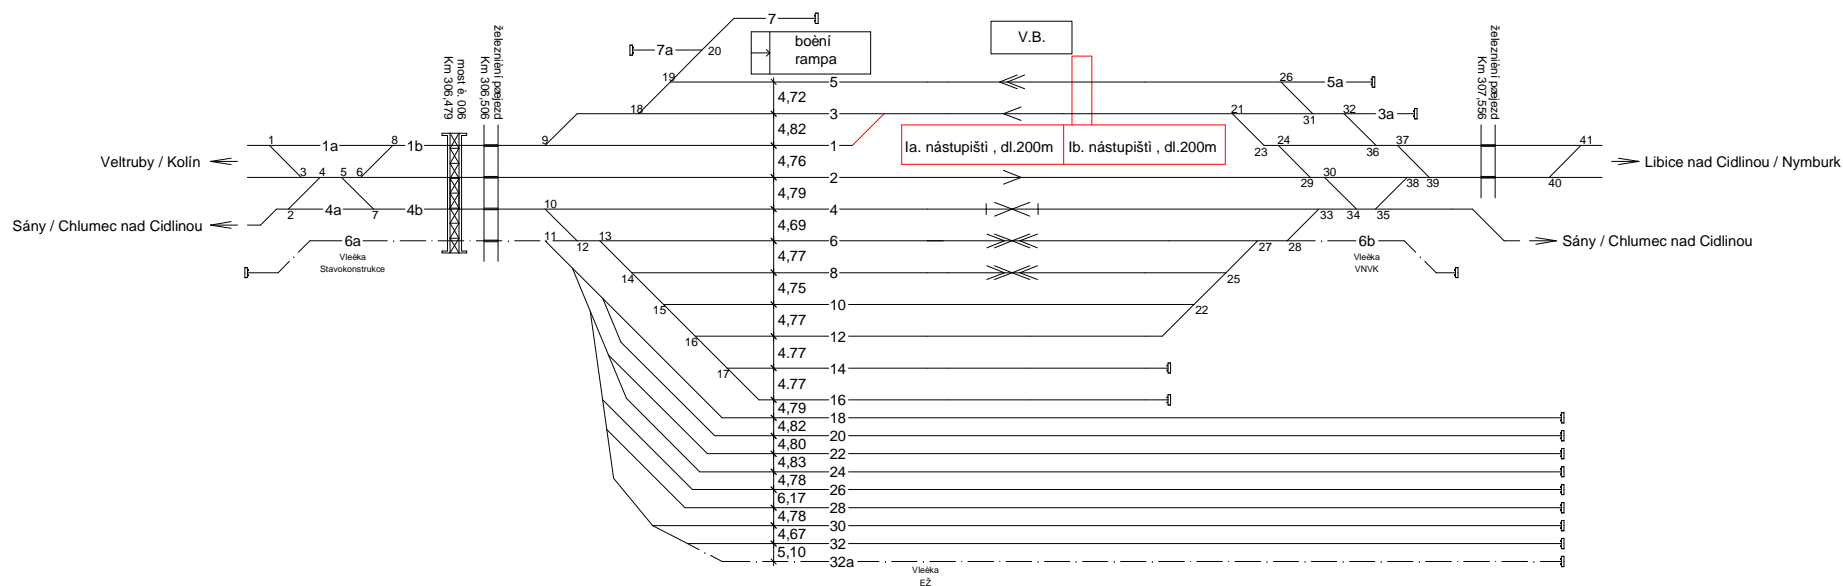 7
7a
20
boèní
rampa
V.B.
železnièní pøejezd
Km 306,506
most è. 006
Km 306,479
železnièní pøejezd
Km 307,556
19
5
26
5a
4,72
18
3
21
31
32
3a
4,82
1
1a
8
1b
9
1
Ia. nástupištì , dl.200m
Ib. nástupištì , dl.200m
23
24
36
37
41
Veltruby / Kolín
4,76
Libice nad Cidlinou / Nymburk
3
4
5
6
2
29
30
38
39
40
4,79
2
4a
7
4b
10
4
33
34
35
Sány / Chlumec nad Cidlinou
4,69
6a
11
12
13
6
27
28
6b
Sány / Chlumec nad Cidlinou
Vleèka
Stavokonstrukce
Vleèka
VNVK
4,77
14
8
25
4,75
15
10
22
4,77
16
12
4.77
17
14
4.77
16
4,79
18
4,82
20
4,80
22
4,83
24
4,78
26
6,17
28
4,78
30
4,67
32
5,10
32a
Vleèka
EŽ